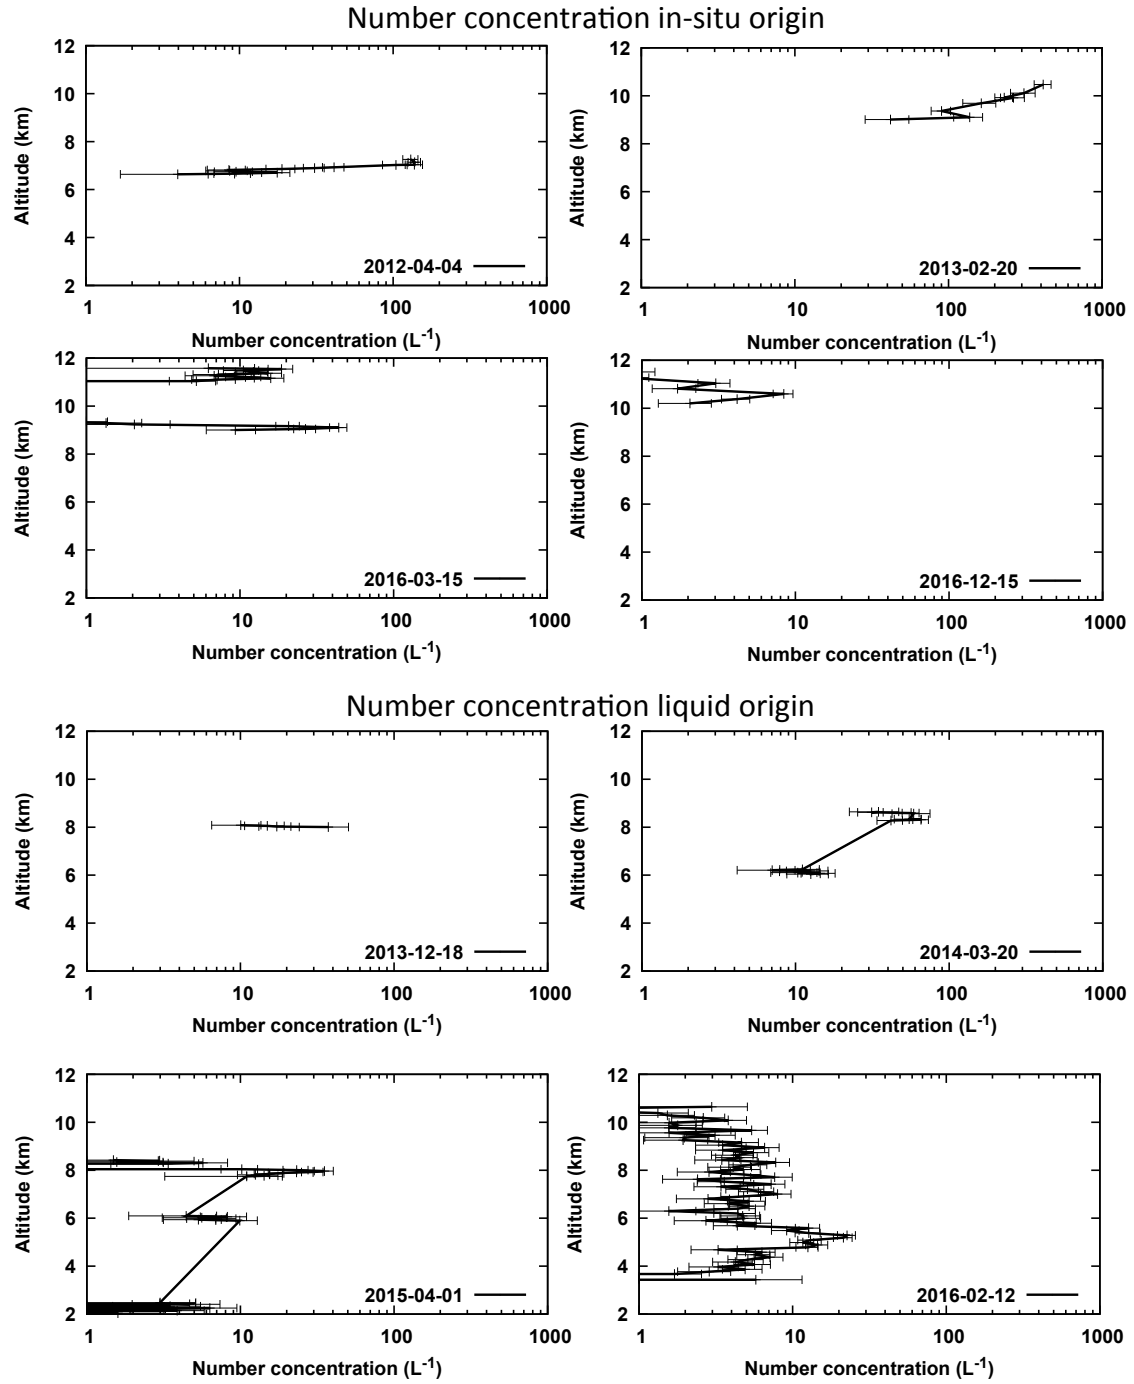 Number concentration in-situ origin
12
10
8
6
4
2
Altitude (km)
2012-04-04
1 10 100 1000
Number concentration (L-1)
12
10
8
6
4
2
Altitude (km)
2013-02-20
1 10 100 1000
Number concentration (L-1)
12
10
8
6
4
2
Altitude (km)
2016-03-15
1 10 100 1000
Number concentration (L-1)
12
10
8
6
4
2
Altitude (km)
2016-12-15
1 10 100 1000
Number concentration (L-1)
Number concentration liquid origin
12
10
8
6
4
2
Altitude (km)
2013-12-18
1 10 100 1000
Number concentration (L-1)
12
10
8
6
4
2
Altitude (km)
2014-03-20
1 10 100 1000
Number concentration (L-1)
12
10
8
6
4
2
Altitude (km)
2015-04-01
1 10 100 1000
Number concentration (L-1)
12
10
8
6
4
2
Altitude (km)
2016-02-12
1 10 100 1000
Number concentration (L-1)